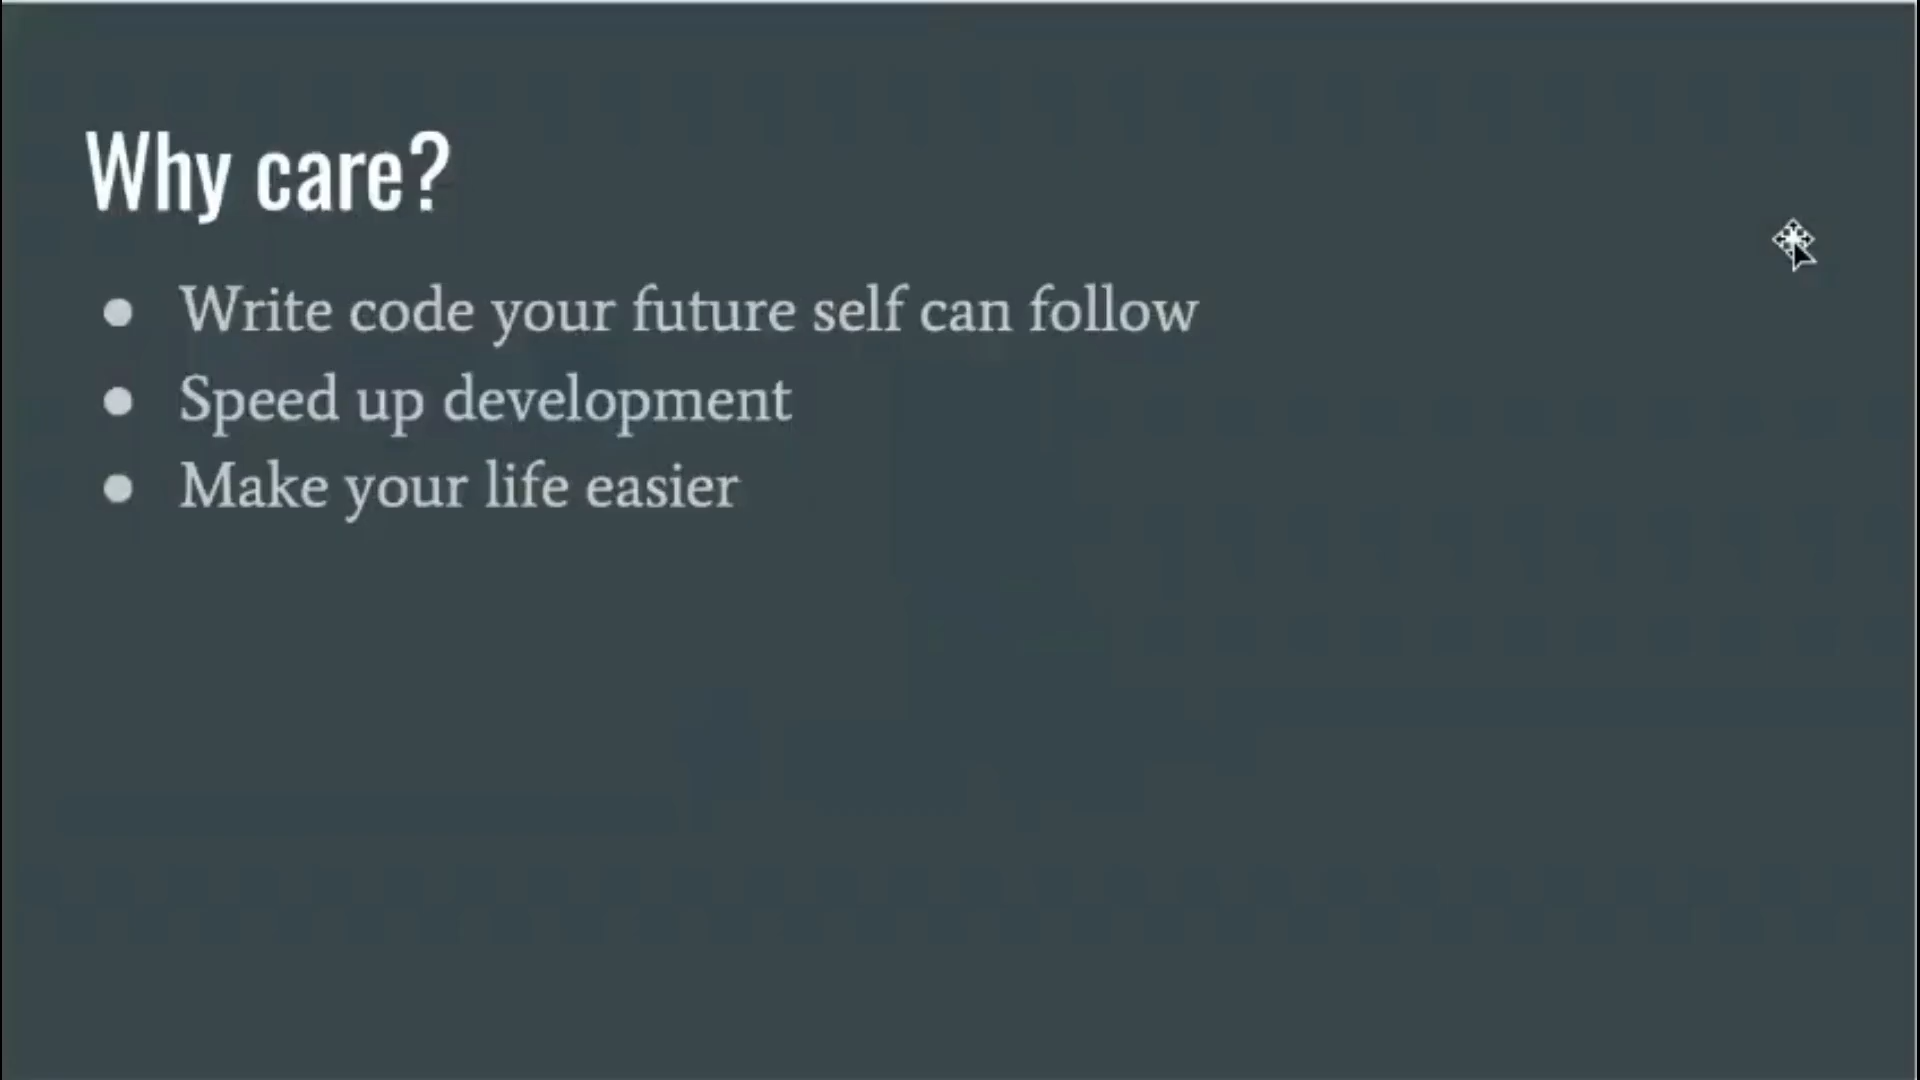 Why care?
● Write code your future self can follow
● Speed up development
● Make your life easier